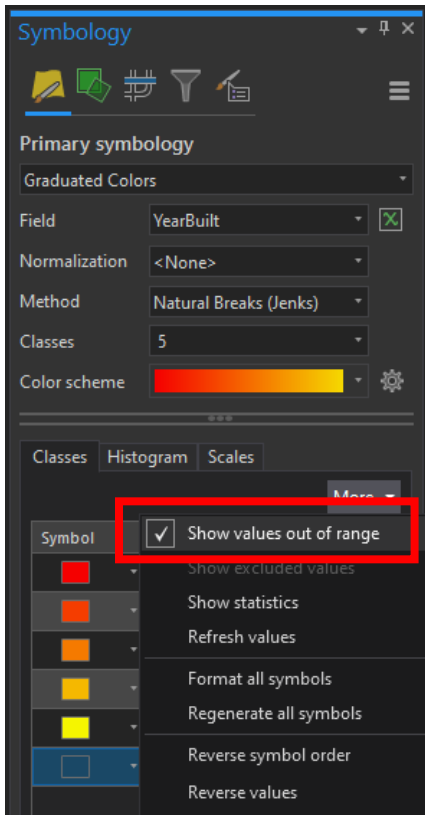 Symbology
Primary symbology
Graduated Colors
Field YearBuilt
Normalization <None>
Method Natural Breaks (Jenks)
Classes 5
Color scheme
Classes Histogram Scales
More
Symbol
Show values out of range
Show excluded values
Show statistics
Refresh values
Format all symbols
Regenerate all symbols
Reverse symbol order
Reverse values